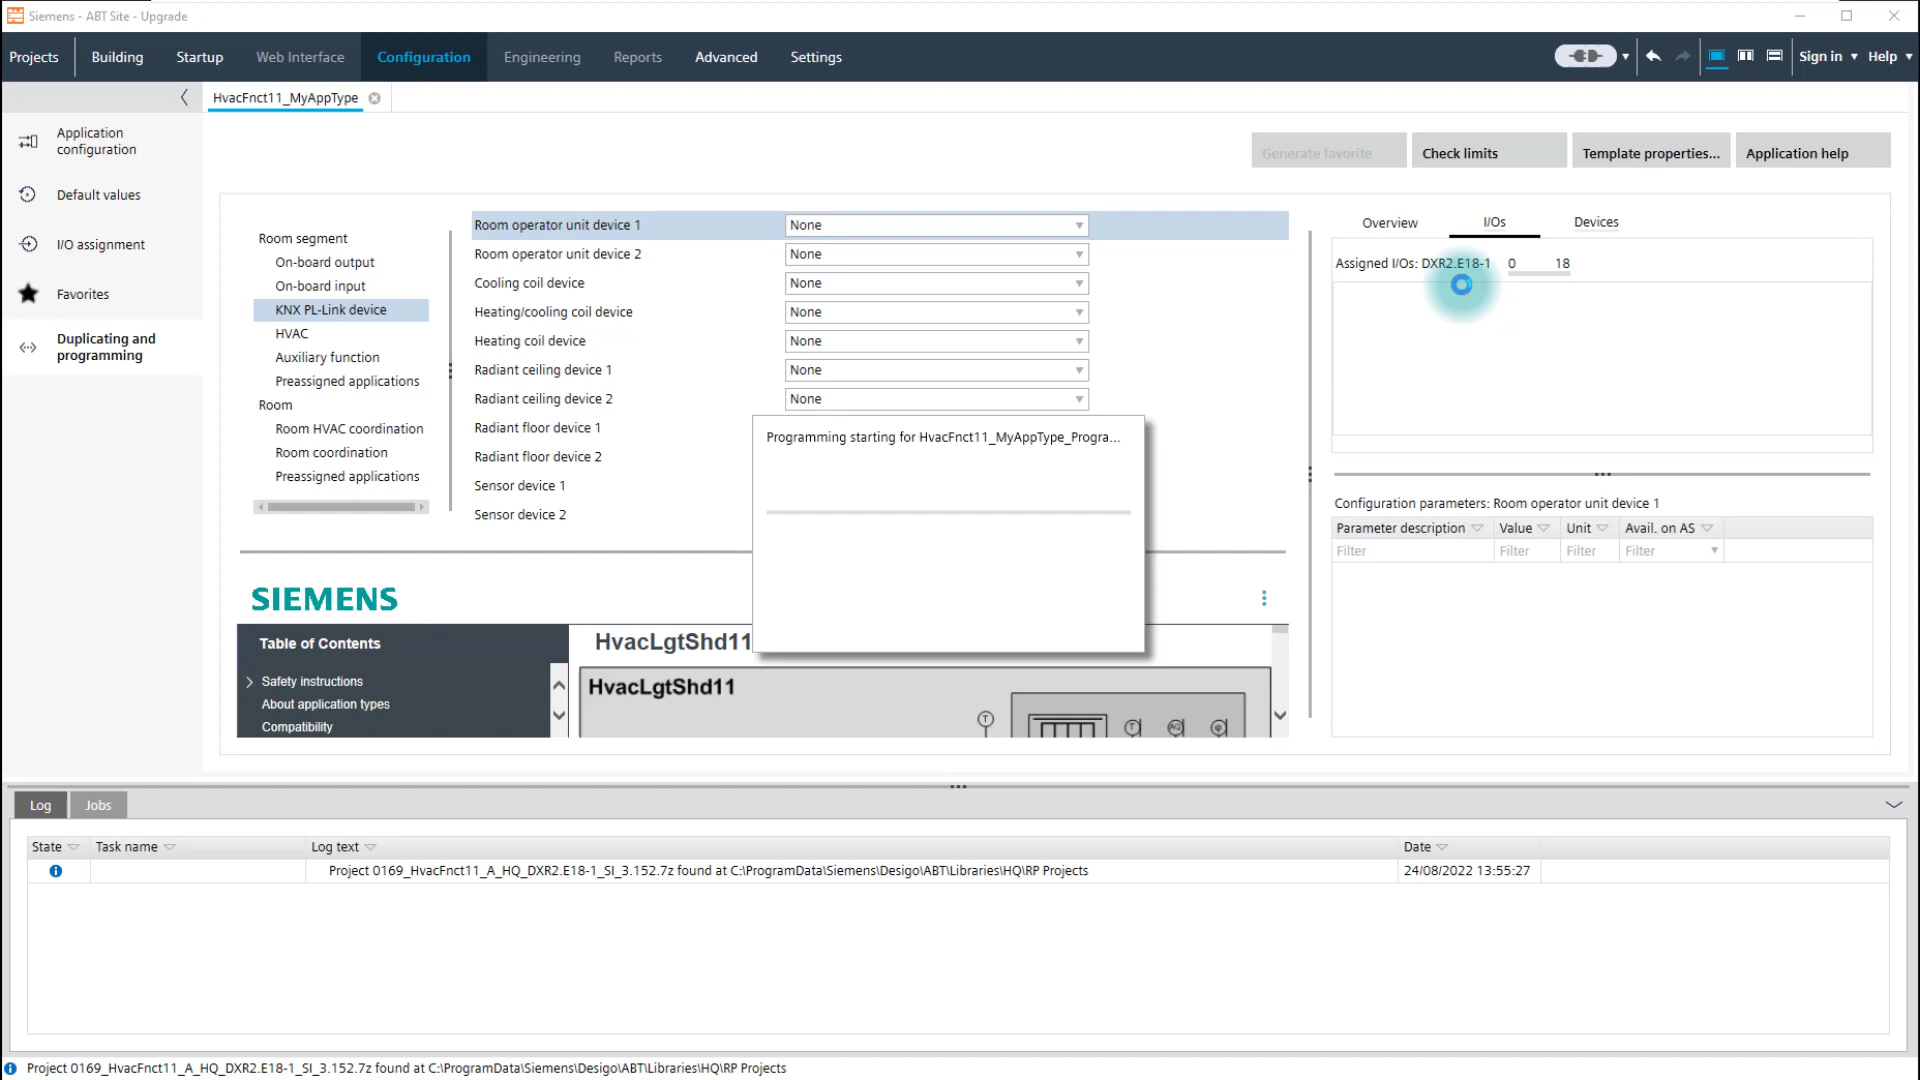 Siemens - ABT Site - Upgrade
Projects
Building
Startup
Web Interface
Configuration
Engineering
Reports
Advanced
Settings
Sign in
Help
HvacFnct11_MyAppType
Application configuration
Default values
I/O assignment
Favorites
Duplicating and programming
Generate favorite
Check limits
Template properties...
Application help
Room segment
On-board output
On-board input
KNX PL-Link device
HVAC
Auxiliary function
Preassigned applications
Room
Room HVAC coordination
Room coordination
Preassigned applications
Room operator unit device 1 None
Room operator unit device 2 None
Cooling coil device None
Heating/cooling coil device None
Heating coil device None
Radiant ceiling device 1 None
Radiant ceiling device 2 None
Radiant floor device 1
Radiant floor device 2
Sensor device 1
Sensor device 2
Programming starting for HvacFnct11_MyAppType_Progra...
Overview
I/Os
Devices
Assigned I/Os: DXR2.E18-1 0 18
Configuration parameters: Room operator unit device 1
Parameter description Value Unit Avail. on AS
Filter Filter Filter Filter
SIEMENS
Table of Contents
Safety instructions
About application types
Compatibility
HvacLgtShd11
HvacLgtShd11
T T AQ φ
Log Jobs
State Task name Log text Date
Project 0169_HvacFnct11_A_HQ_DXR2.E18-1_SI_3.152.7z found at C:\ProgramData\Siemens\Desigo\ABT\Libraries\HQ\RP Projects 24/08/2022 13:55:27
Project 0169_HvacFnct11_A_HQ_DXR2.E18-1_SI_3.152.7z found at C:\ProgramData\Siemens\Desigo\ABT\Libraries\HQ\RP Projects